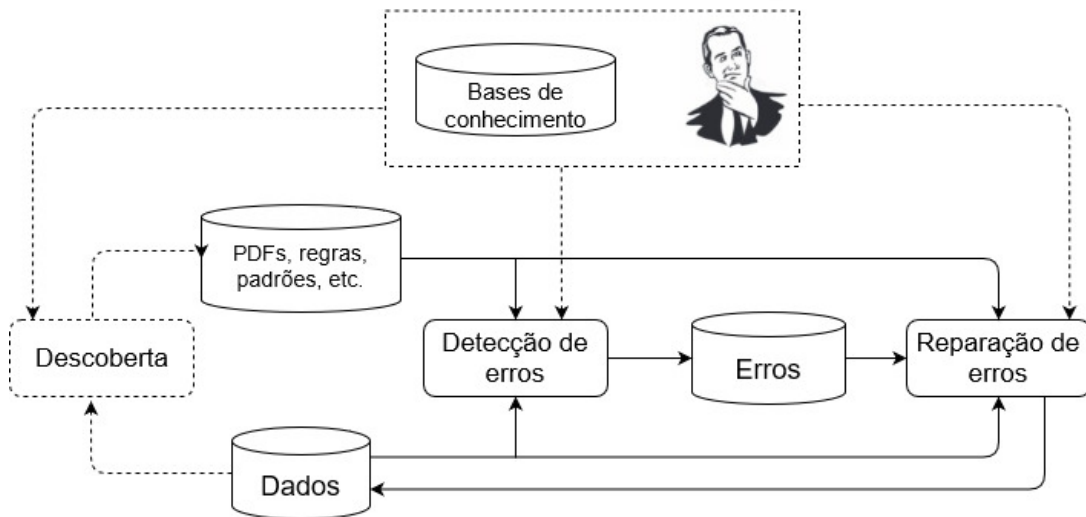 Bases de
conhecimento
PDFs, regras,
padrões, etc.
Descoberta
Detecção de
erros
Erros
Reparação de
erros
Dados